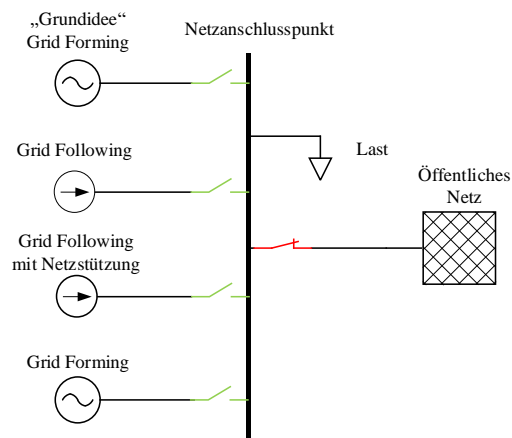 „Grundidee“
Grid Forming
Netzanschlusspunkt
Grid Following
Last
Öffentliches
Netz
Grid Following
mit Netzstützung
Grid Forming